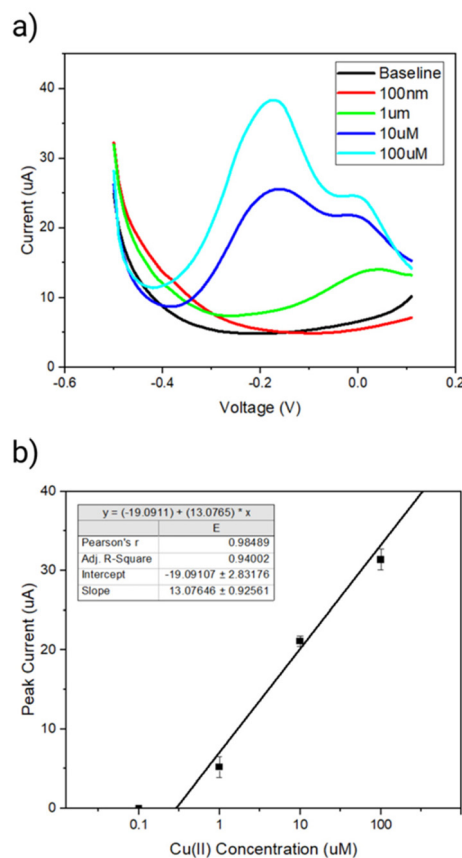 a)
Baseline
100nm
1um
10uM
100uM
Current (uA)
40
30
20
10
0
-0.6
-0.4
-0.2
0.0
0.2
Voltage (V)
b)
y = (-19.0911) + (13.0765) * x
E
Pearson's r 0.98489
Adj. R-Square 0.94002
Intercept -19.09107 ± 2.83176
Slope 13.07646 ± 0.92561
Peak Current (uA)
40
30
20
10
0
0.1
1
10
100
Cu(II) Concentration (uM)